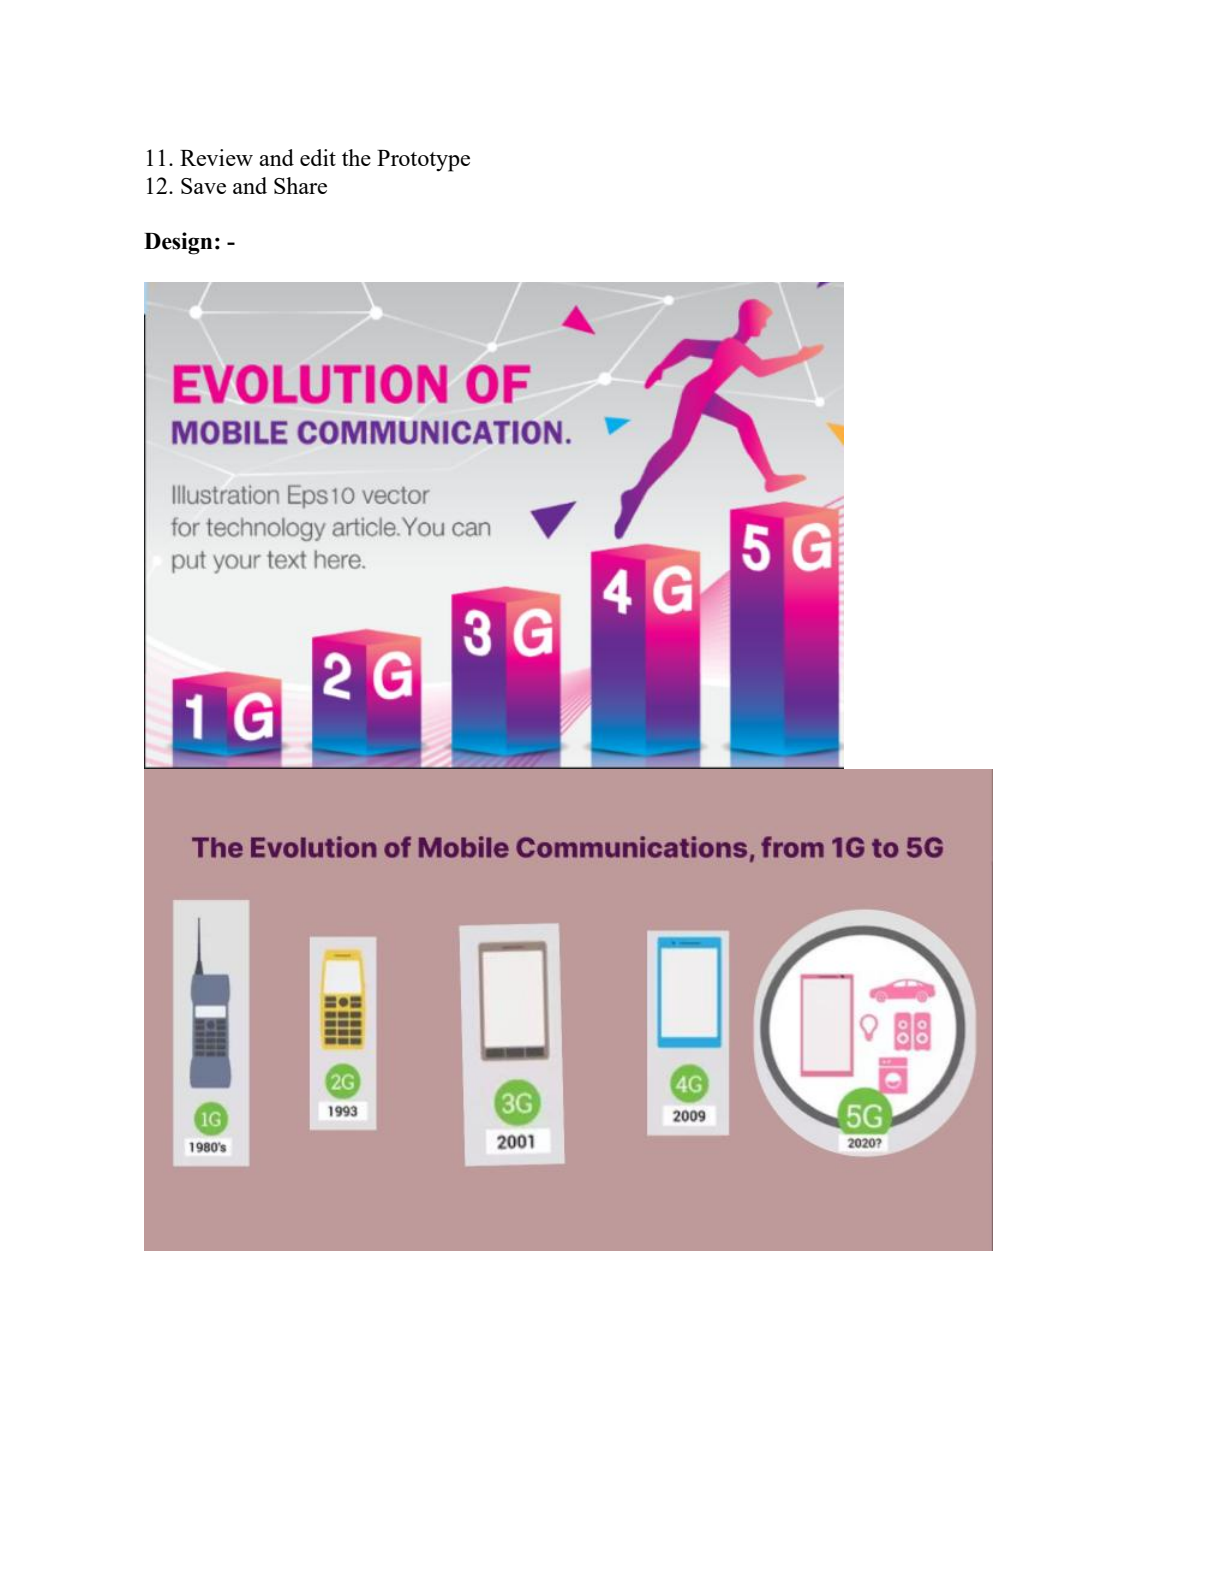 11. Review and edit the Prototype
12. Save and Share
Design: -
EVOLUTION OF
MOBILE COMMUNICATION.
Illustration Eps10 vector
for technology article.You can
put your text here.
1 G
2 G
3 G
4 G
5 G
The Evolution of Mobile Communications, from 1G to 5G
1G
1980's
2G
1993
3G
2001
4G
2009
5G
2020?